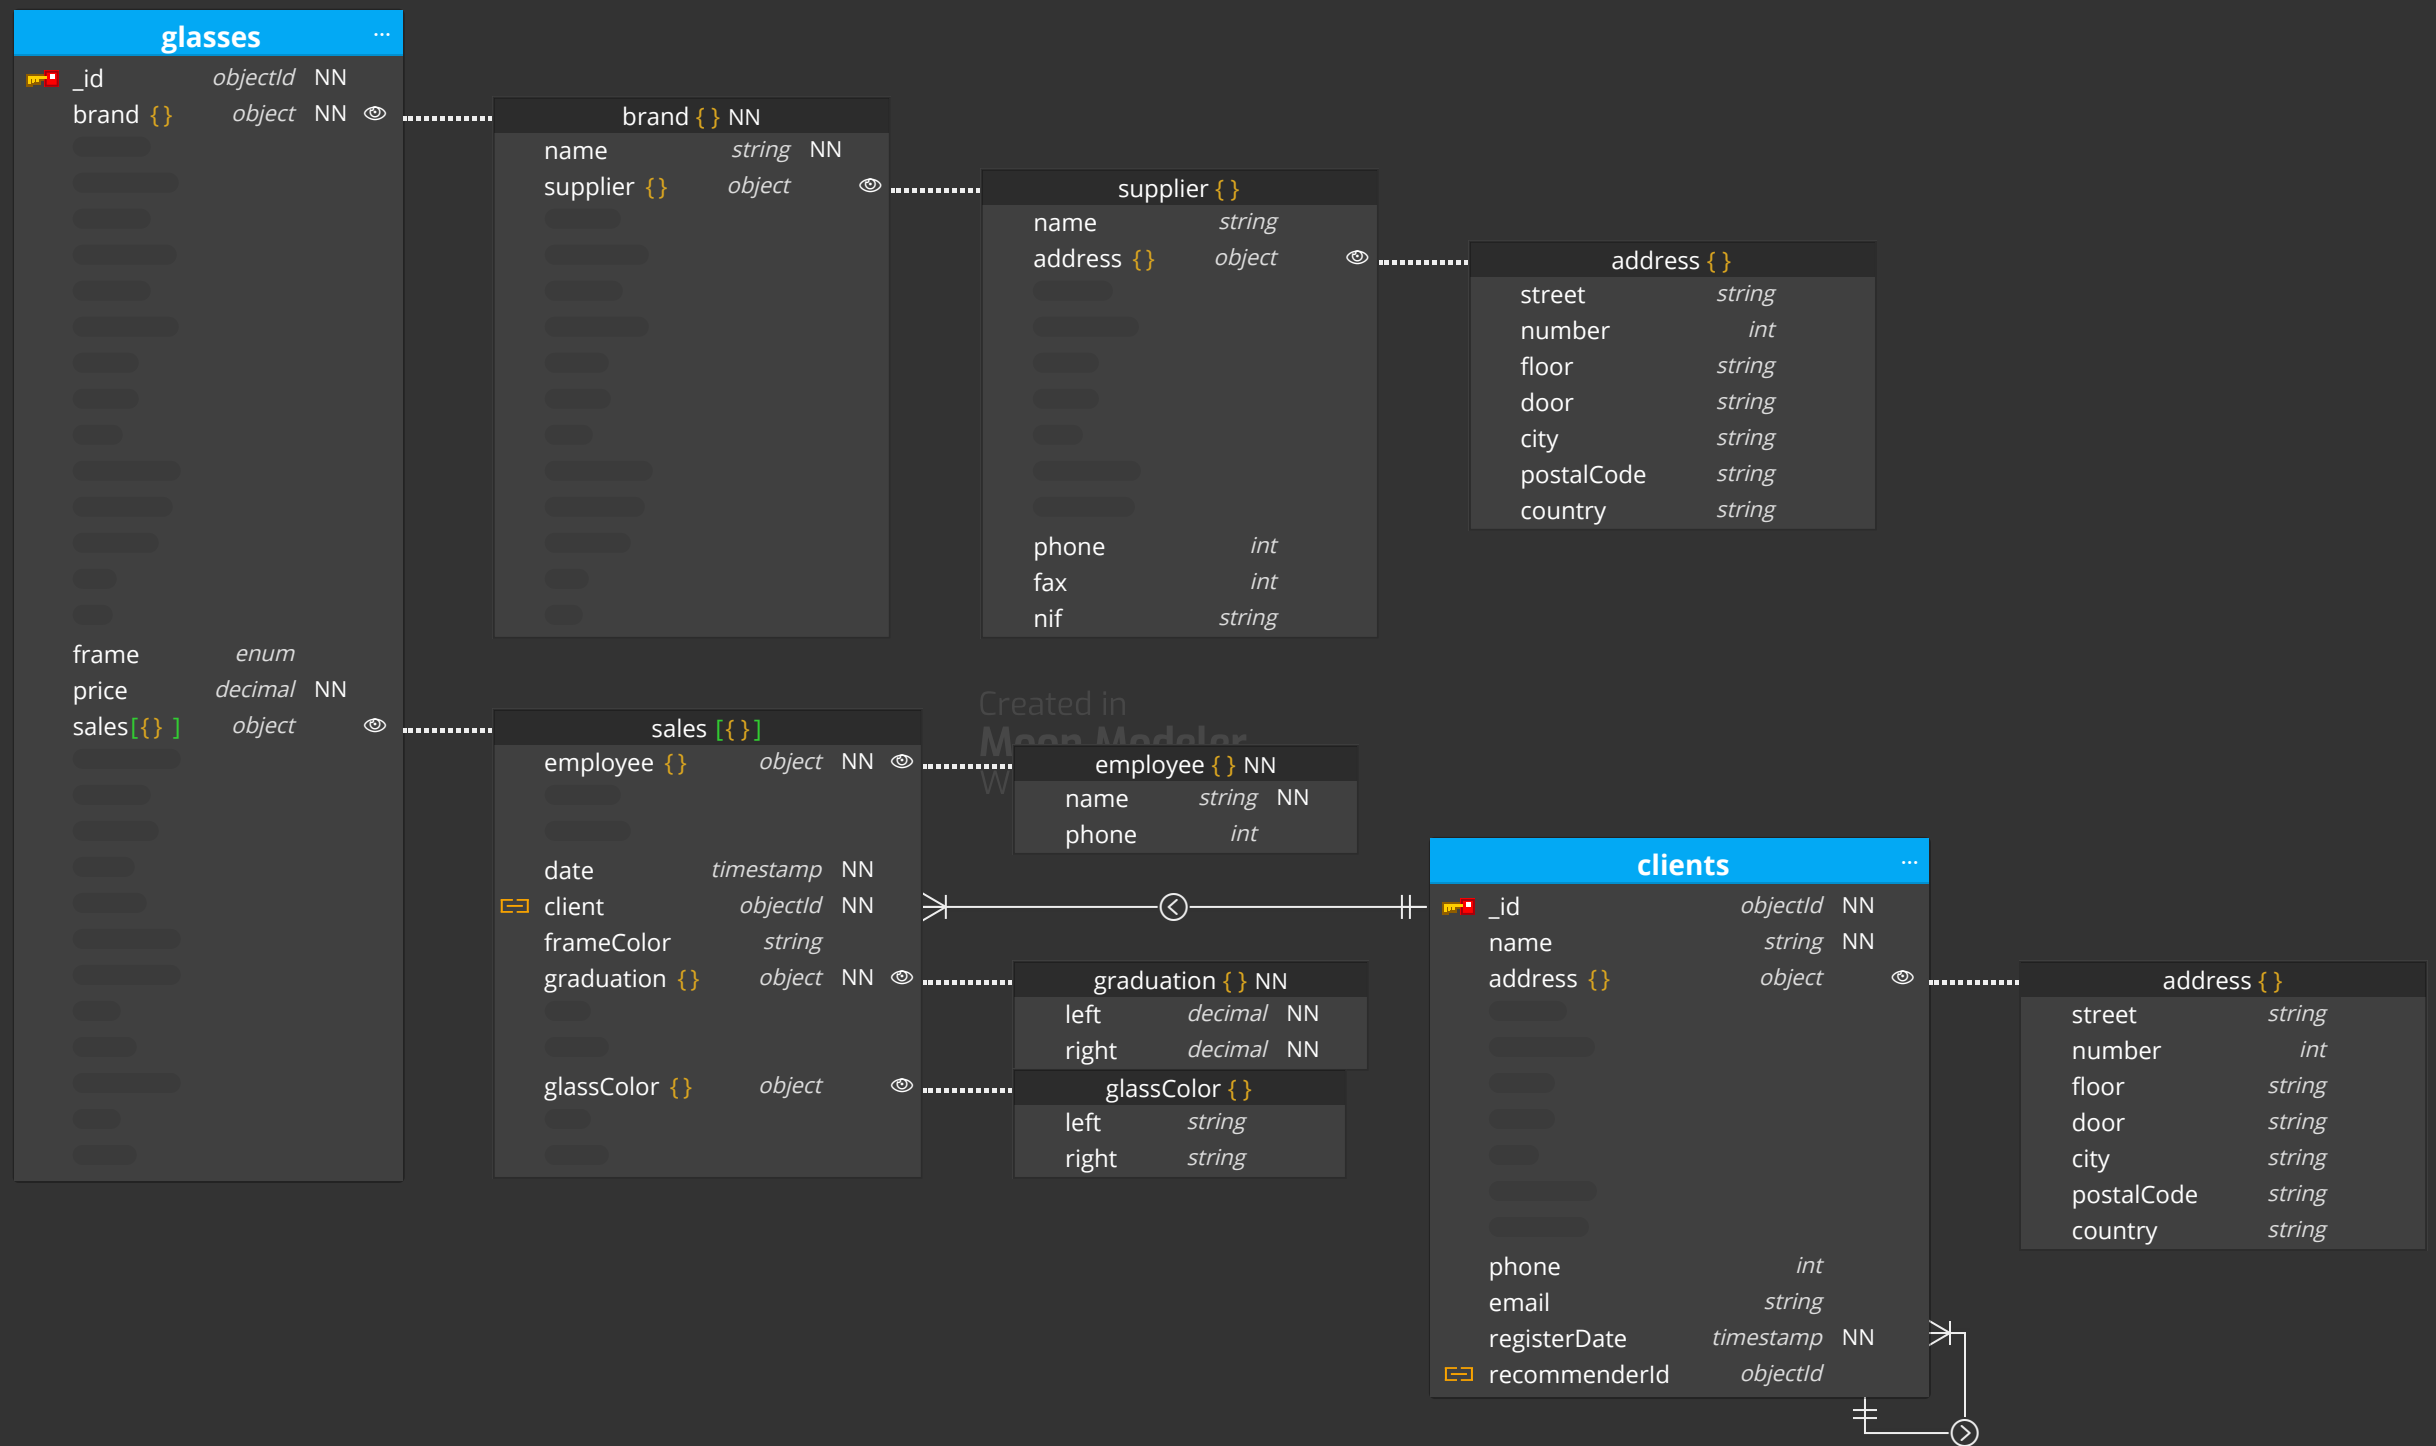 glasses ...
_id objectId NN
brand {} object NN
frame enum
price decimal NN
sales[{} ] object
brand { } NN
name string NN
supplier {} object
supplier { }
name string
address {} object
phone int
fax int
nif string
address { }
street string
number int
floor string
door string
city string
postalCode string
country string
Created in
Moon Modeler
W
sales [{ }]
employee {} object NN
date timestamp NN
client objectId NN
frameColor string
graduation {} object NN
glassColor {} object
employee { } NN
name string NN
phone int
graduation { } NN
left decimal NN
right decimal NN
glassColor { }
left string
right string
clients ...
_id objectId NN
name string NN
address {} object
phone int
email string
registerDate timestamp NN
recommenderId objectId
address { }
street string
number int
floor string
door string
city string
postalCode string
country string